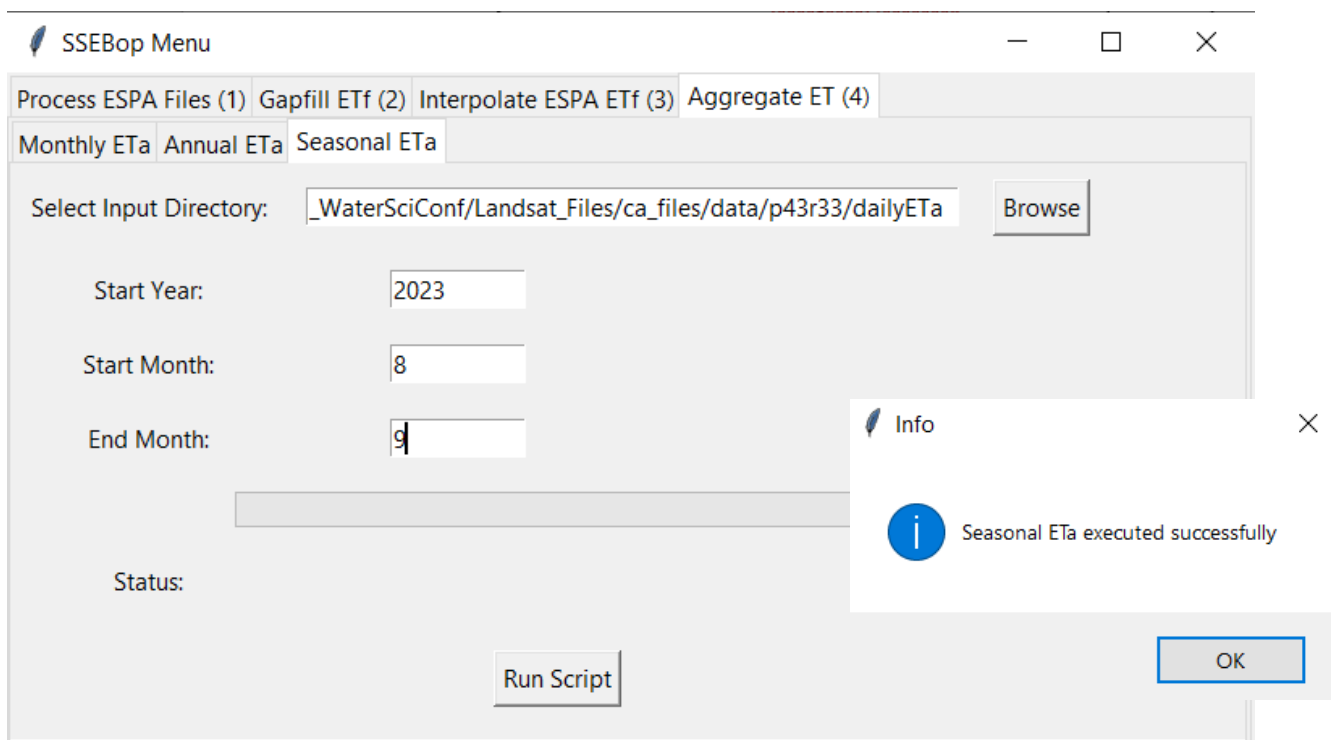 SSEBop Menu
Process ESPA Files (1) Gapfill ETf (2) Interpolate ESPA ETf (3) Aggregate ET (4)
Monthly ETa Annual ETa Seasonal ETa
Select Input Directory: _WaterSciConf/Landsat_Files/ca_files/data/p43r33/dailyETa Browse
Start Year: 2023
Start Month: 8
End Month: 9
Info
Seasonal ETa executed successfully
Status:
OK
Run Script